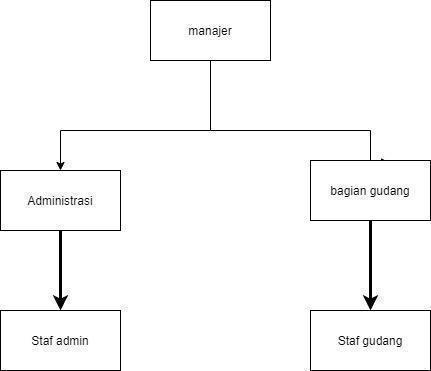 manajer
Administrasi
bagian gudang
Staf admin
Staf gudang